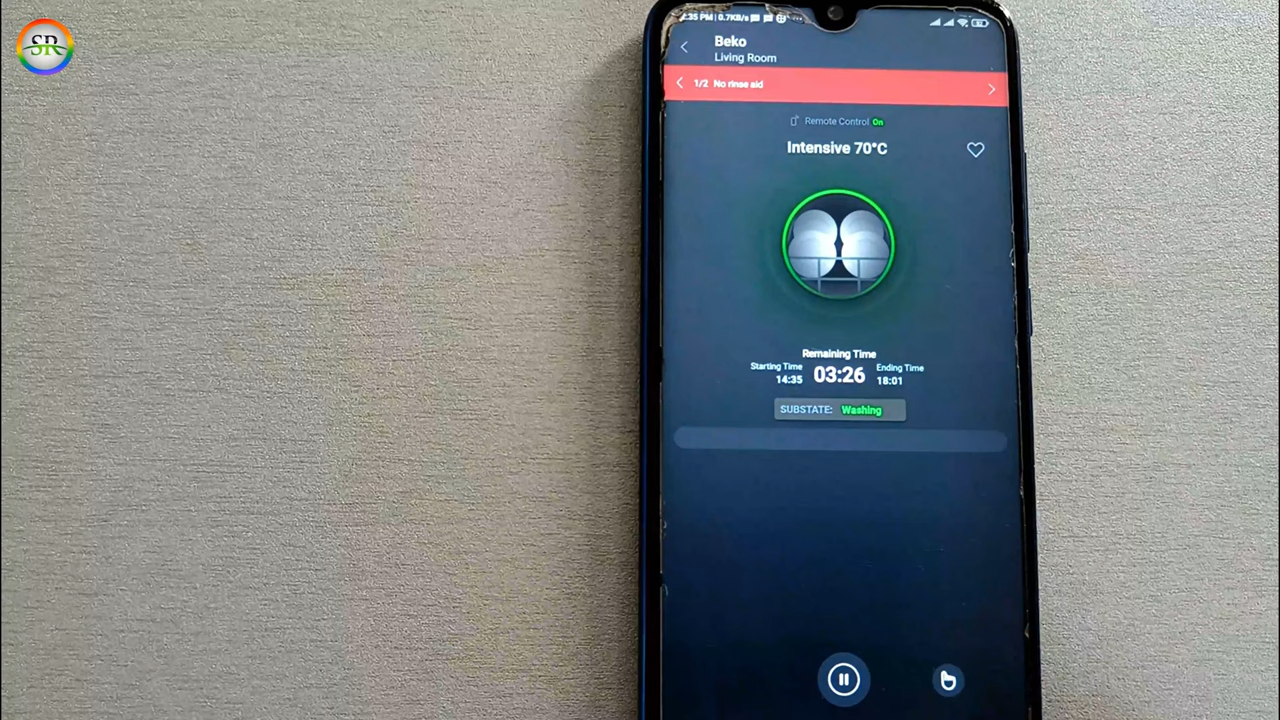 SR
:35 PM | 0.7KB/s
Beko
Living Room
1/2 No rinse aid
Remote Control On
Intensive 70°C
Remaining Time
Starting Time 03:26 Ending Time
14:35 18:01
SUBSTATE: Washing